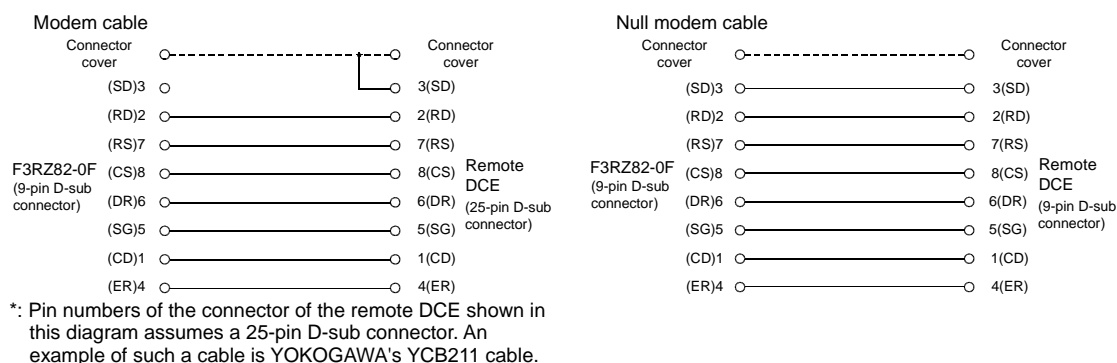 Modem cable
Connector cover Connector cover
(SD)3 3(SD)
(RD)2 2(RD)
(RS)7 7(RS)
F3RZ82-0F (9-pin D-sub connector) (CS)8 8(CS) Remote DCE (25-pin D-sub connector)
(DR)6 6(DR)
(SG)5 5(SG)
(CD)1 1(CD)
(ER)4 4(ER)
*: Pin numbers of the connector of the remote DCE shown in
this diagram assumes a 25-pin D-sub connector. An
example of such a cable is YOKOGAWA's YCB211 cable.
Null modem cable
Connector cover Connector cover
(SD)3 3(SD)
(RD)2 2(RD)
(RS)7 7(RS)
F3RZ82-0F (9-pin D-sub connector) (CS)8 8(CS) Remote DCE (9-pin D-sub connector)
(DR)6 6(DR)
(SG)5 5(SG)
(CD)1 1(CD)
(ER)4 4(ER)